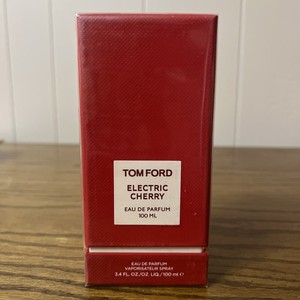 TOM FORD
ELECTRIC
CHERRY
EAU DE PARFUM
100 ML
EAU DE PARFUM
VAPORISATEUR SPRAY
3.4 FL. OZ./OZ. LIQ./100 ml ℮